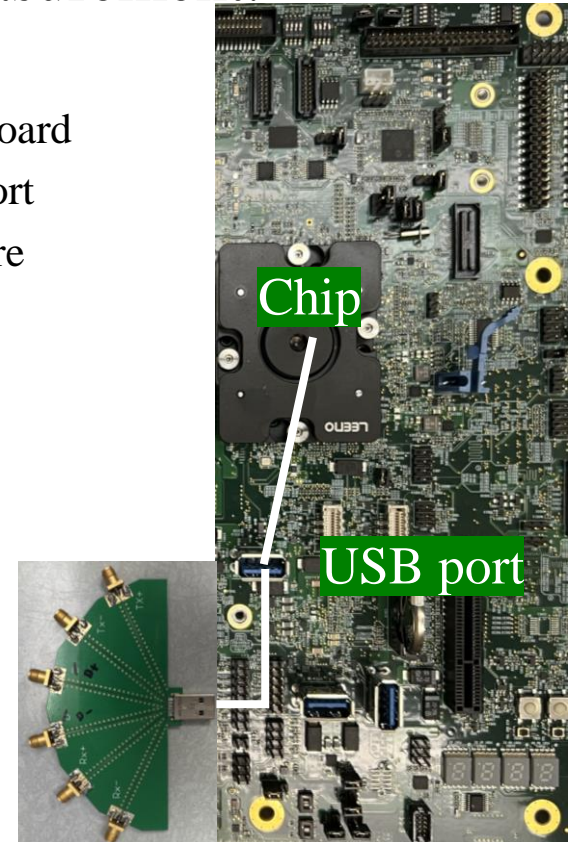 oard
ort
re
Chip
LEENO
USB port
Tx+
Tx-
Rx+
Rx-